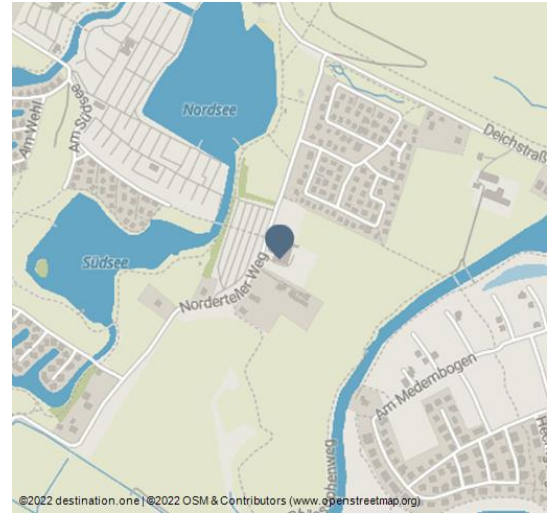 Nordsee
Am Wehl
Am Südsee
Deichstraß
Südsee
Norderteiler Weg
Am Medembogen
©2022 destination.one | ©2022 OSM & Contributors (www.openstreetmap.org)